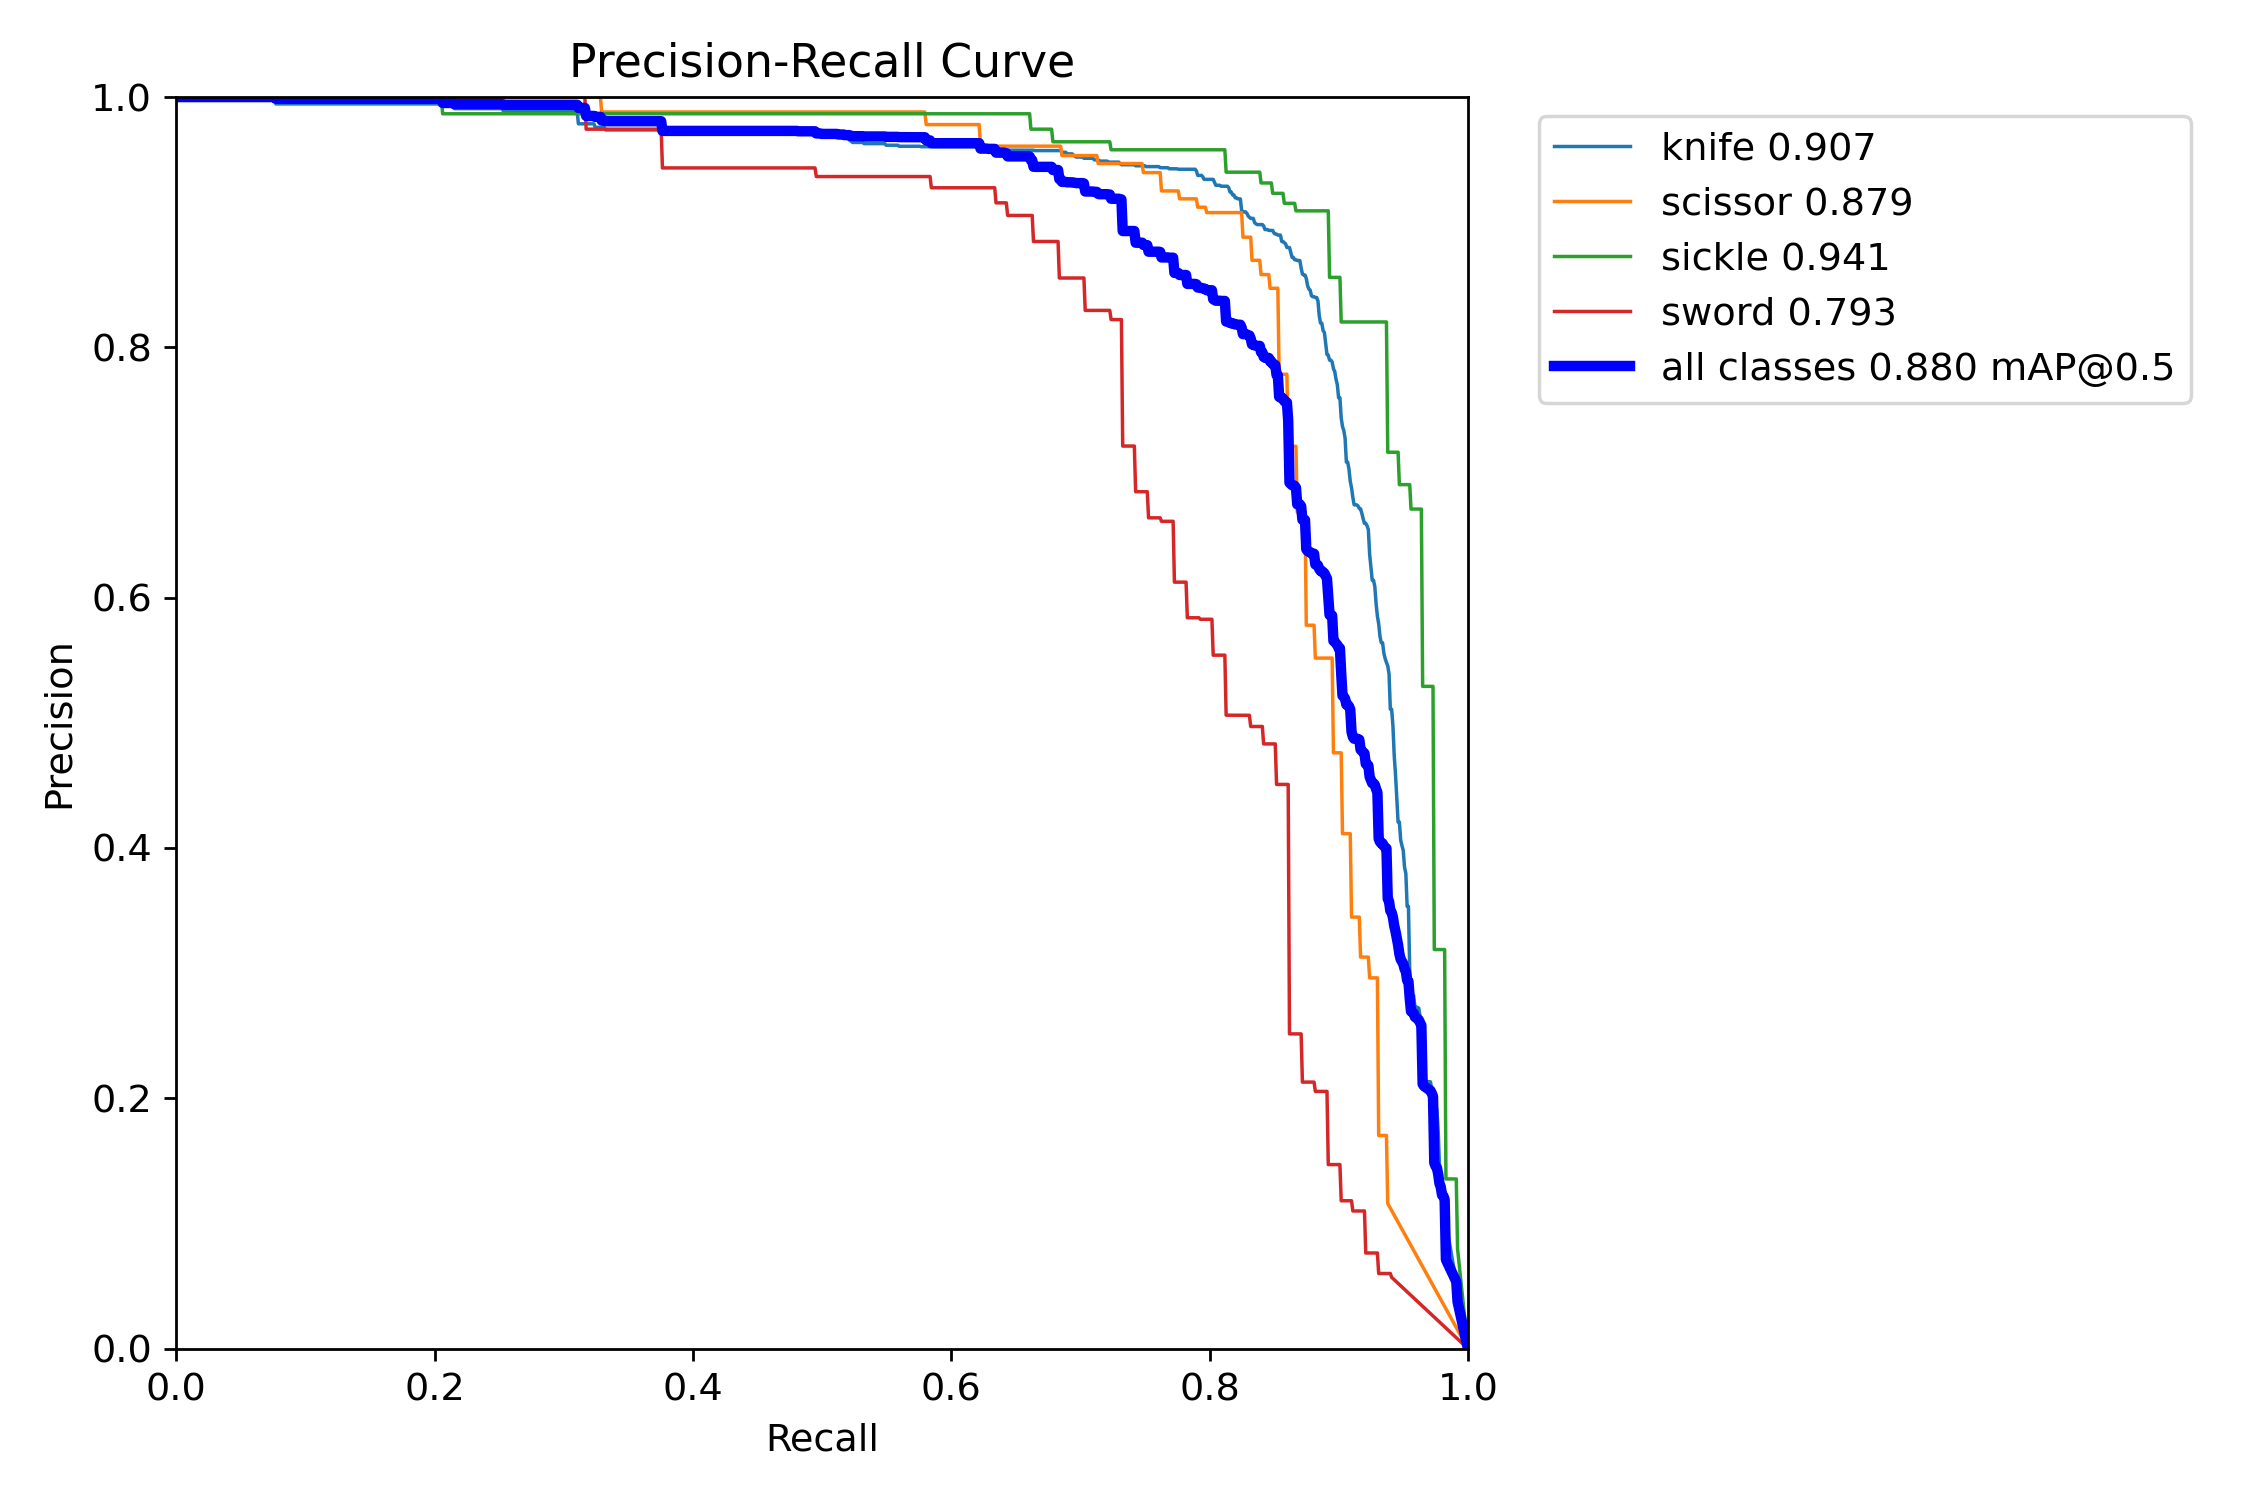 Precision-Recall Curve
1.0
0.8
0.6
0.4
0.2
0.0
Precision
0.0 0.2 0.4 0.6 0.8 1.0
Recall
knife 0.907
scissor 0.879
sickle 0.941
sword 0.793
all classes 0.880 mAP@0.5